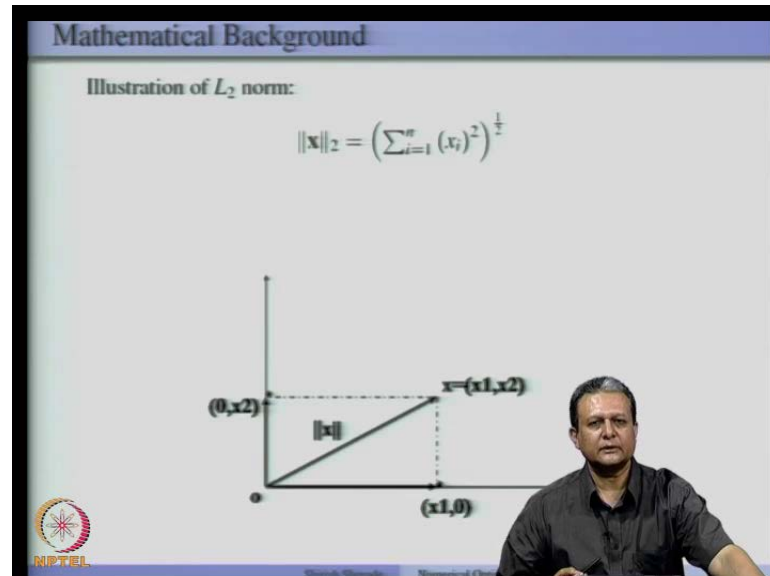 Mathematical Background
Illustration of L₂ norm:
‖x‖₂ = (∑ⁿᵢ₌₁ (xᵢ)²)^½
x=(x1,x2)
(0,x2)
||x||
o
(x1,0)
NPTEL
Numerical